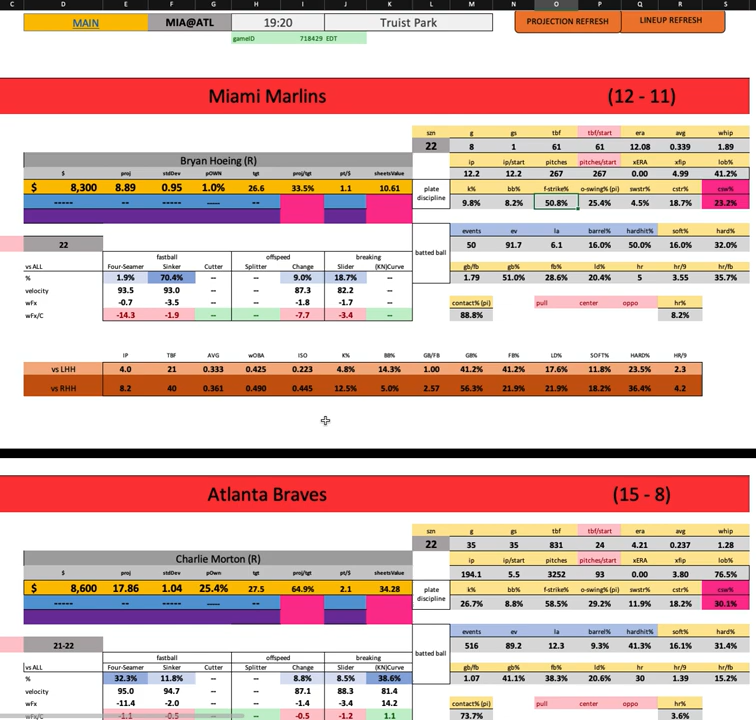 C D E F G H I J K L M N O P Q R S
MAIN MIA@ATL 19:20 Truist Park PROJECTION REFRESH LINEUP REFRESH
gameID 718429 EDT
Miami Marlins (12 - 11)
szn g gs tbf tbf/start era avg whip
22 8 1 61 61 12.08 0.339 1.89
Bryan Hoeing (R) ip ip/start pitches pitches/start xERA xfip lob%
$ proj stdDev pOWN tgt proj/tgt pt/$ sheetsValue 12.2 12.2 267 267 0.00 4.99 41.2%
$ 8,300 8.89 0.95 1.0% 26.6 33.5% 1.1 10.61 plate discipline k% bb% f-strike% o-swing% (pi) swstr% cstr% csw%
----- -- --- ---- -- 9.8% 8.2% 50.8% 25.4% 4.5% 18.7% 23.2%
events ev la barrel% hardhit% soft% hard%
22 batted ball 50 91.7 6.1 16.0% 50.0% 16.0% 32.0%
fastball offspeed breaking
vs ALL Four-Seamer Sinker Cutter Splitter Change Slider (KN)Curve gb/fb gb% fb% ld% hr hr/9 hr/fb
% 1.9% 70.4% -- -- 9.0% 18.7% -- 1.79 51.0% 28.6% 20.4% 5 3.55 35.7%
velocity 93.5 93.0 -- -- 87.3 82.2 --
wFx -0.7 -3.5 -- -- -1.8 -1.7 -- contact% (pi) pull center oppo hr%
wFx/C -14.3 -1.9 -- -- -7.7 -3.4 -- 88.8% 8.2%
IP TBF AVG wOBA ISO K% BB% GB/FB GB% FB% LD% SOFT% HARD% HR/9
vs LHH 4.0 21 0.333 0.425 0.223 4.8% 14.3% 1.00 41.2% 41.2% 17.6% 11.8% 23.5% 2.3
vs RHH 8.2 40 0.361 0.490 0.445 12.5% 5.0% 2.57 56.3% 21.9% 21.9% 18.2% 36.4% 4.2
Atlanta Braves (15 - 8)
szn g gs tbf tbf/start era avg whip
22 35 35 831 24 4.21 0.237 1.28
Charlie Morton (R) ip ip/start pitches pitches/start xERA xfip lob%
$ proj stdDev pOwn tgt proj/tgt pt/$ sheetsValue 194.1 5.5 3252 93 0.00 3.80 76.5%
$ 8,600 17.86 1.04 25.4% 27.5 64.9% 2.1 34.28 plate discipline k% bb% f-strike% o-swing% (pi) swstr% cstr% csw%
----- -- --- ---- -- 26.7% 8.8% 58.5% 29.2% 11.9% 18.2% 30.1%
events ev la barrel% hardhit% soft% hard%
21-22 batted ball 516 89.2 12.3 9.3% 41.3% 16.1% 31.4%
fastball offspeed breaking
vs ALL Four-Seamer Sinker Cutter Splitter Change Slider (KN)Curve gb/fb gb% fb% ld% hr hr/9 hr/fb
% 32.3% 11.8% -- -- 8.8% 8.5% 38.6% 1.07 41.1% 38.3% 20.6% 30 1.39 15.2%
velocity 95.0 94.7 -- -- 87.1 88.3 81.4
wFx -11.4 -2.0 -- -- -1.4 -3.4 14.2 contact% (pi) pull center oppo hr%
wFx/C -1.1 -0.5 -- -- -0.5 -1.2 1.1 73.7% 3.6%